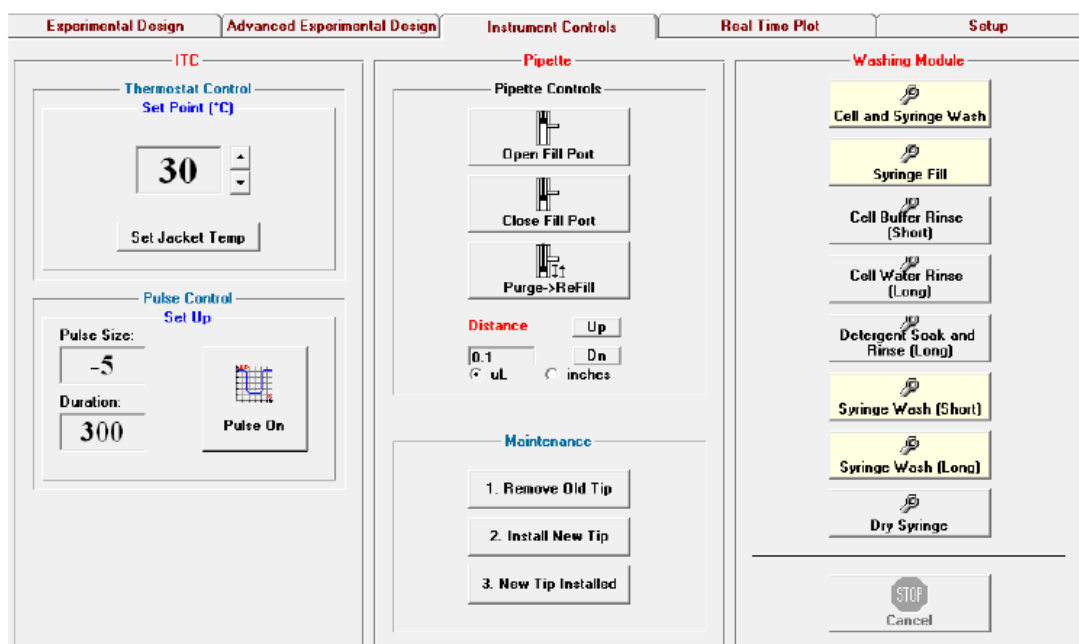 Experimental Design
Advanced Experimental Design
Instrument Controls
Real Time Plot
Setup
ITC
Thermostat Control
Set Point (°C)
30
Set Jacket Temp
Pulse Control
Set Up
Pulse Size:
-5
Duration:
300
Pulse On
Pipette
Pipette Controls
Open Fill Port
Close Fill Port
Purge->ReFill
Distance
Up
0.1
Dn
uL
inches
Maintenance
1. Remove Old Tip
2. Install New Tip
3. New Tip Installed
Washing Module
Cell and Syringe Wash
Syringe Fill
Cell Buffer Rinse
(Short)
Cell Water Rinse
(Long)
Detergent Soak and
Rinse (Long)
Syringe Wash (Short)
Syringe Wash (Long)
Dry Syringe
STOP
Cancel